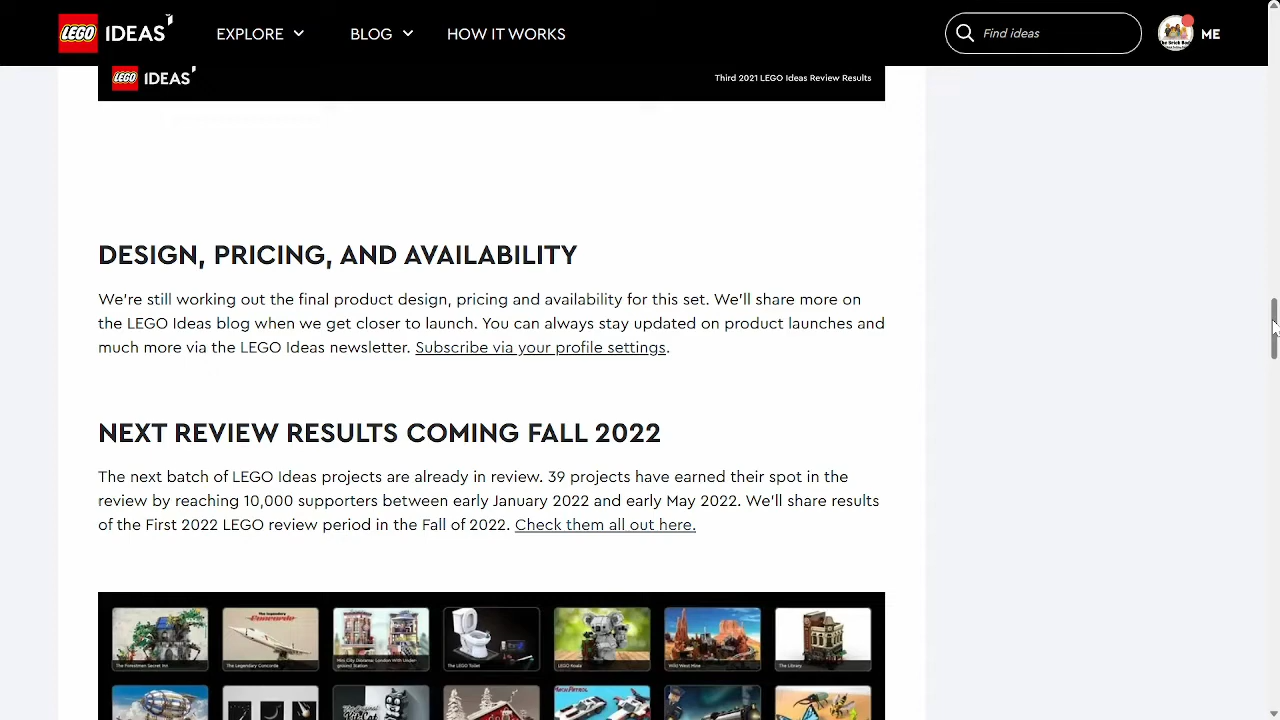 LEGO IDEAS EXPLORE BLOG HOW IT WORKS Find ideas ME
LEGO IDEAS Third 2021 LEGO Ideas Review Results
DESIGN, PRICING, AND AVAILABILITY
We're still working out the final product design, pricing and availability for this set. We'll share more on
the LEGO Ideas blog when we get closer to launch. You can always stay updated on product launches and
much more via the LEGO Ideas newsletter. Subscribe via your profile settings.
NEXT REVIEW RESULTS COMING FALL 2022
The next batch of LEGO Ideas projects are already in review. 39 projects have earned their spot in the
review by reaching 10,000 supporters between early January 2022 and early May 2022. We'll share results
of the First 2022 LEGO review period in the Fall of 2022. Check them all out here.
The Legendary
Concorde
The Forestmen Secret Inn
The Legendary Concorde
Mini City Diorama: London With Under-
ground Station
The LEGO Toilet
LEGO Koala
Wild West Mine
The Library